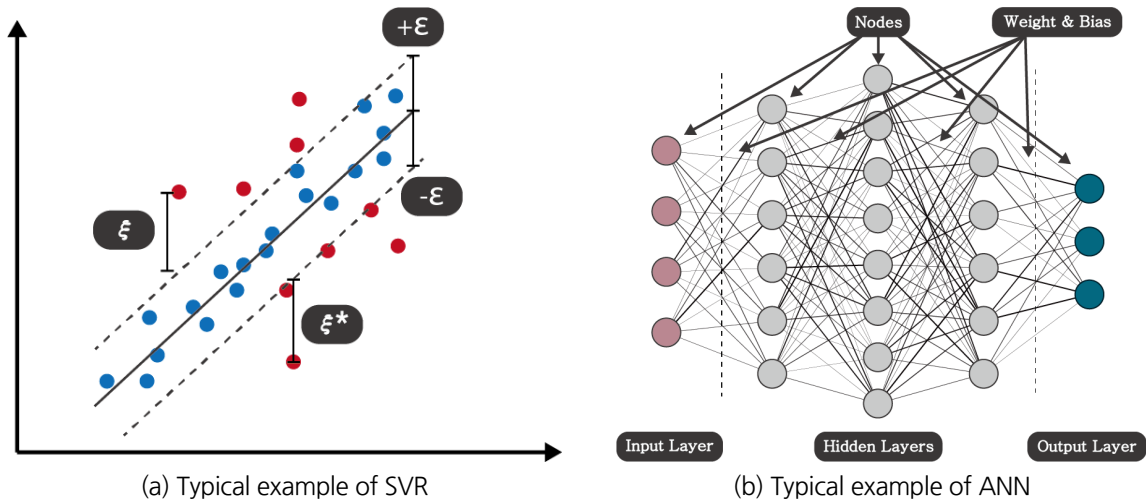 +ε
-ε
ξ
ξ*
(a) Typical example of SVR
Nodes
Weight & Bias
Input Layer
Hidden Layers
Output Layer
(b) Typical example of ANN